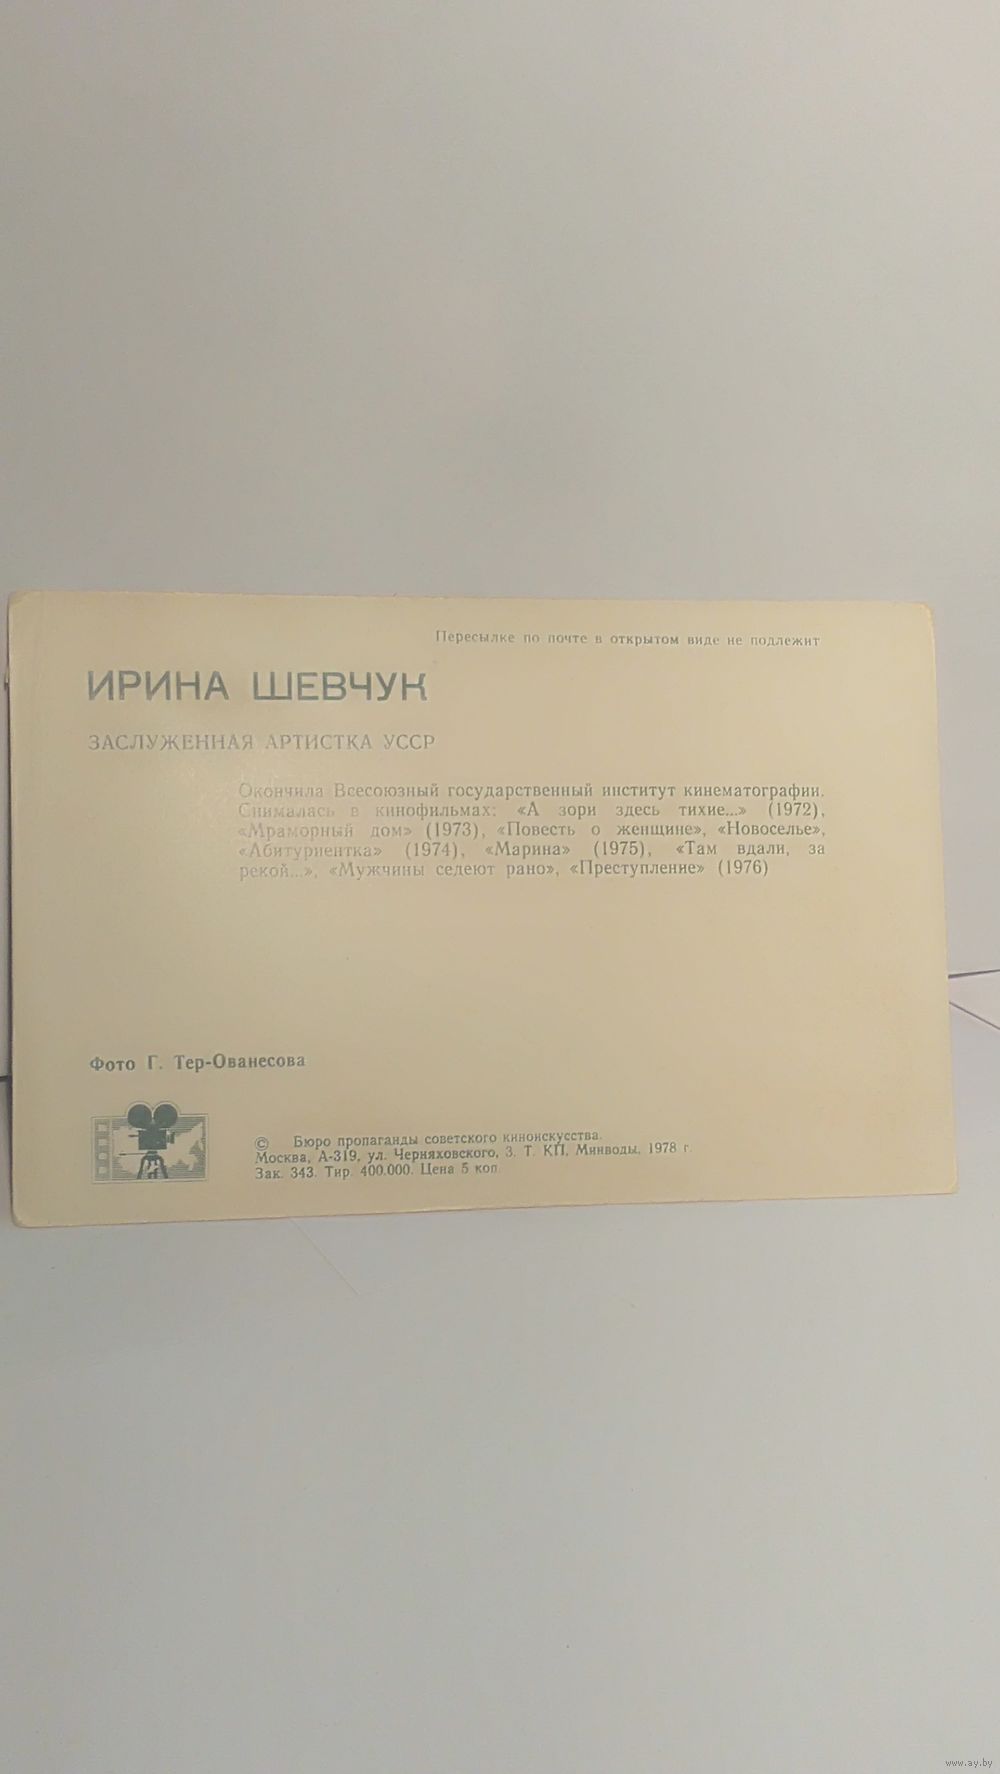 Пересылке по почте в открытом виде не подлежит
ИРИНА ШЕВЧУК
ЗАСЛУЖЕННАЯ АРТИСТКА УССР
Окончила Всесоюзный государственный институт кинематографии.
Снималась в кинофильмах: «А зори здесь тихие...» (1972),
«Мраморный дом» (1973), «Повесть о женщине», «Новоселье»,
«Абитуриентка» (1974), «Марина» (1975), «Там вдали, за
рекой...», «Мужчины седеют рано», «Преступление» (1976)
Фото Г. Тер-Ованесова
© Бюро пропаганды советского киноискусства.
Москва, А-319, ул. Черняховского, 3. Т. КП, Минводы, 1978 г.
Зак. 343. Тир. 400.000. Цена 5 коп.
www.ay.by